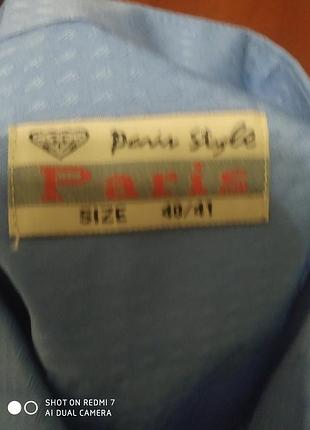 Paris Style
Paris
SIZE 40/41
SHOT ON REDMI 7
AI DUAL CAMERA